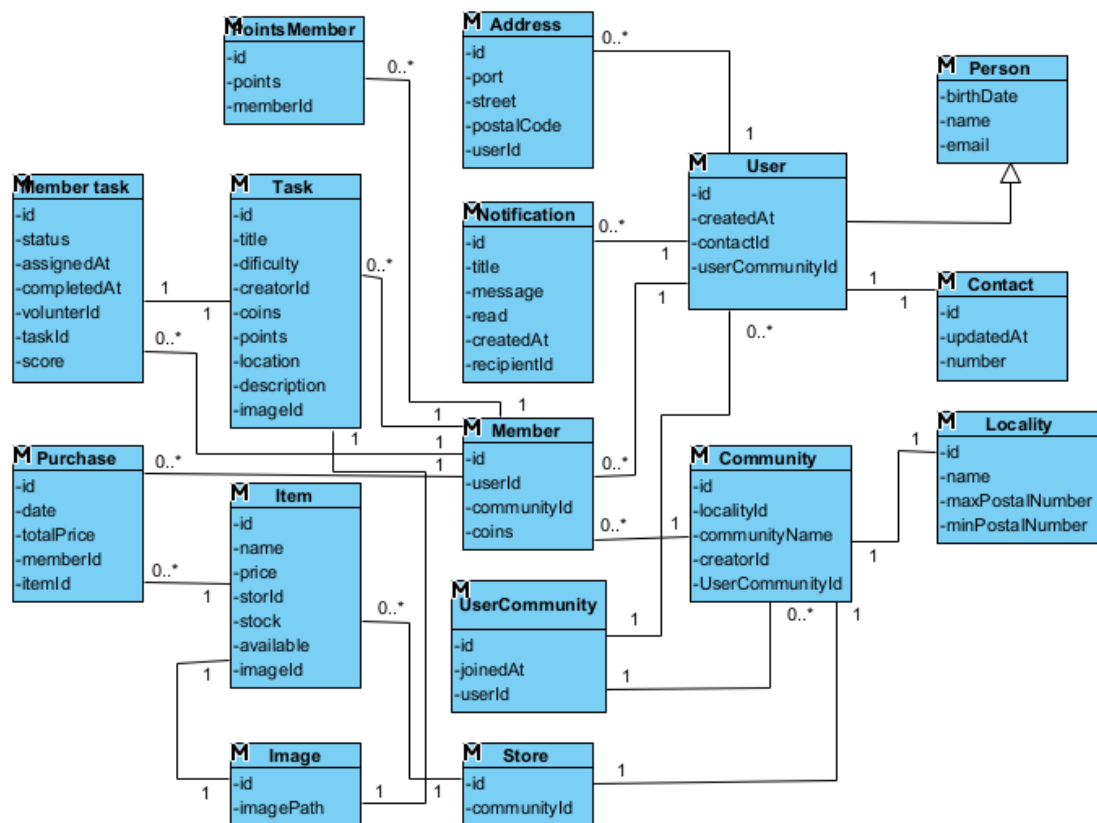 PointsMember
-id
-points
-memberId
0..*
Address
-id
-port
-street
-postalCode
-userId
0..*
1
Person
-birthDate
-name
-email
Member task
-id
-status
-assignedAt
-completedAt
-volunterId
-taskId
-score
1
0..*
Task
-id
-title
-dificulty
-creatorId
-coins
-points
-location
-description
-imageId
0..*
1
1
Notification
-id
-title
-message
-read
-createdAt
-recipientId
0..*
1
User
-id
-createdAt
-contactId
-userCommunityId
1
1
0..*
Contact
-id
-updatedAt
-number
1
Purchase
-id
-date
-totalPrice
-memberId
-itemId
0..*
0..*
Item
-id
-name
-price
-storId
-stock
-available
-imageId
1
0..*
1
Member
-id
-userId
-communityId
-coins
1
1
1
1
0..*
0..*
Community
-id
-localityId
-communityName
-creatorId
-UserCommunityId
1
1
0..*
1
Locality
-id
-name
-maxPostalNumber
-minPostalNumber
1
UserCommunity
-id
-joinedAt
-userId
1
1
Image
-id
-imagePath
1
1
Store
-id
-communityId
1
1